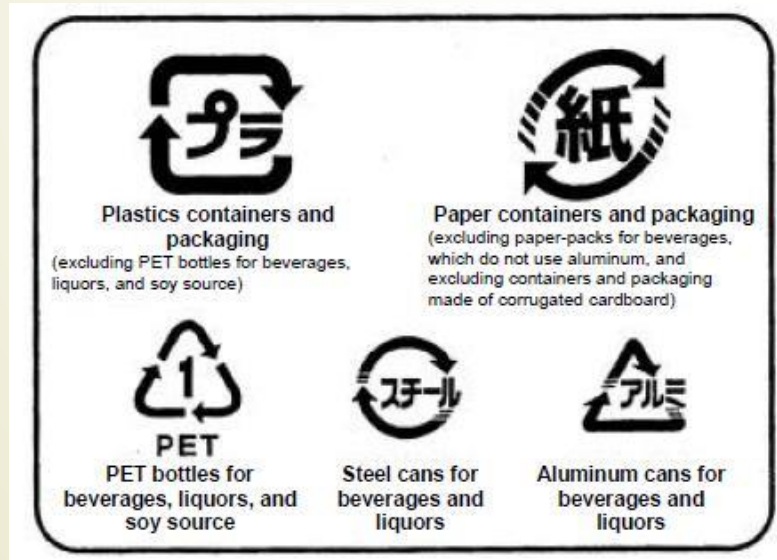 プラ
Plastics containers and
packaging
(excluding PET bottles for beverages,
liquors, and soy source)
紙
Paper containers and packaging
(excluding paper-packs for beverages,
which do not use aluminum, and
excluding containers and packaging
made of corrugated cardboard)
1
PET
PET bottles for
beverages, liquors, and
soy source
スチール
Steel cans for
beverages and
liquors
アルミ
Aluminum cans for
beverages and
liquors